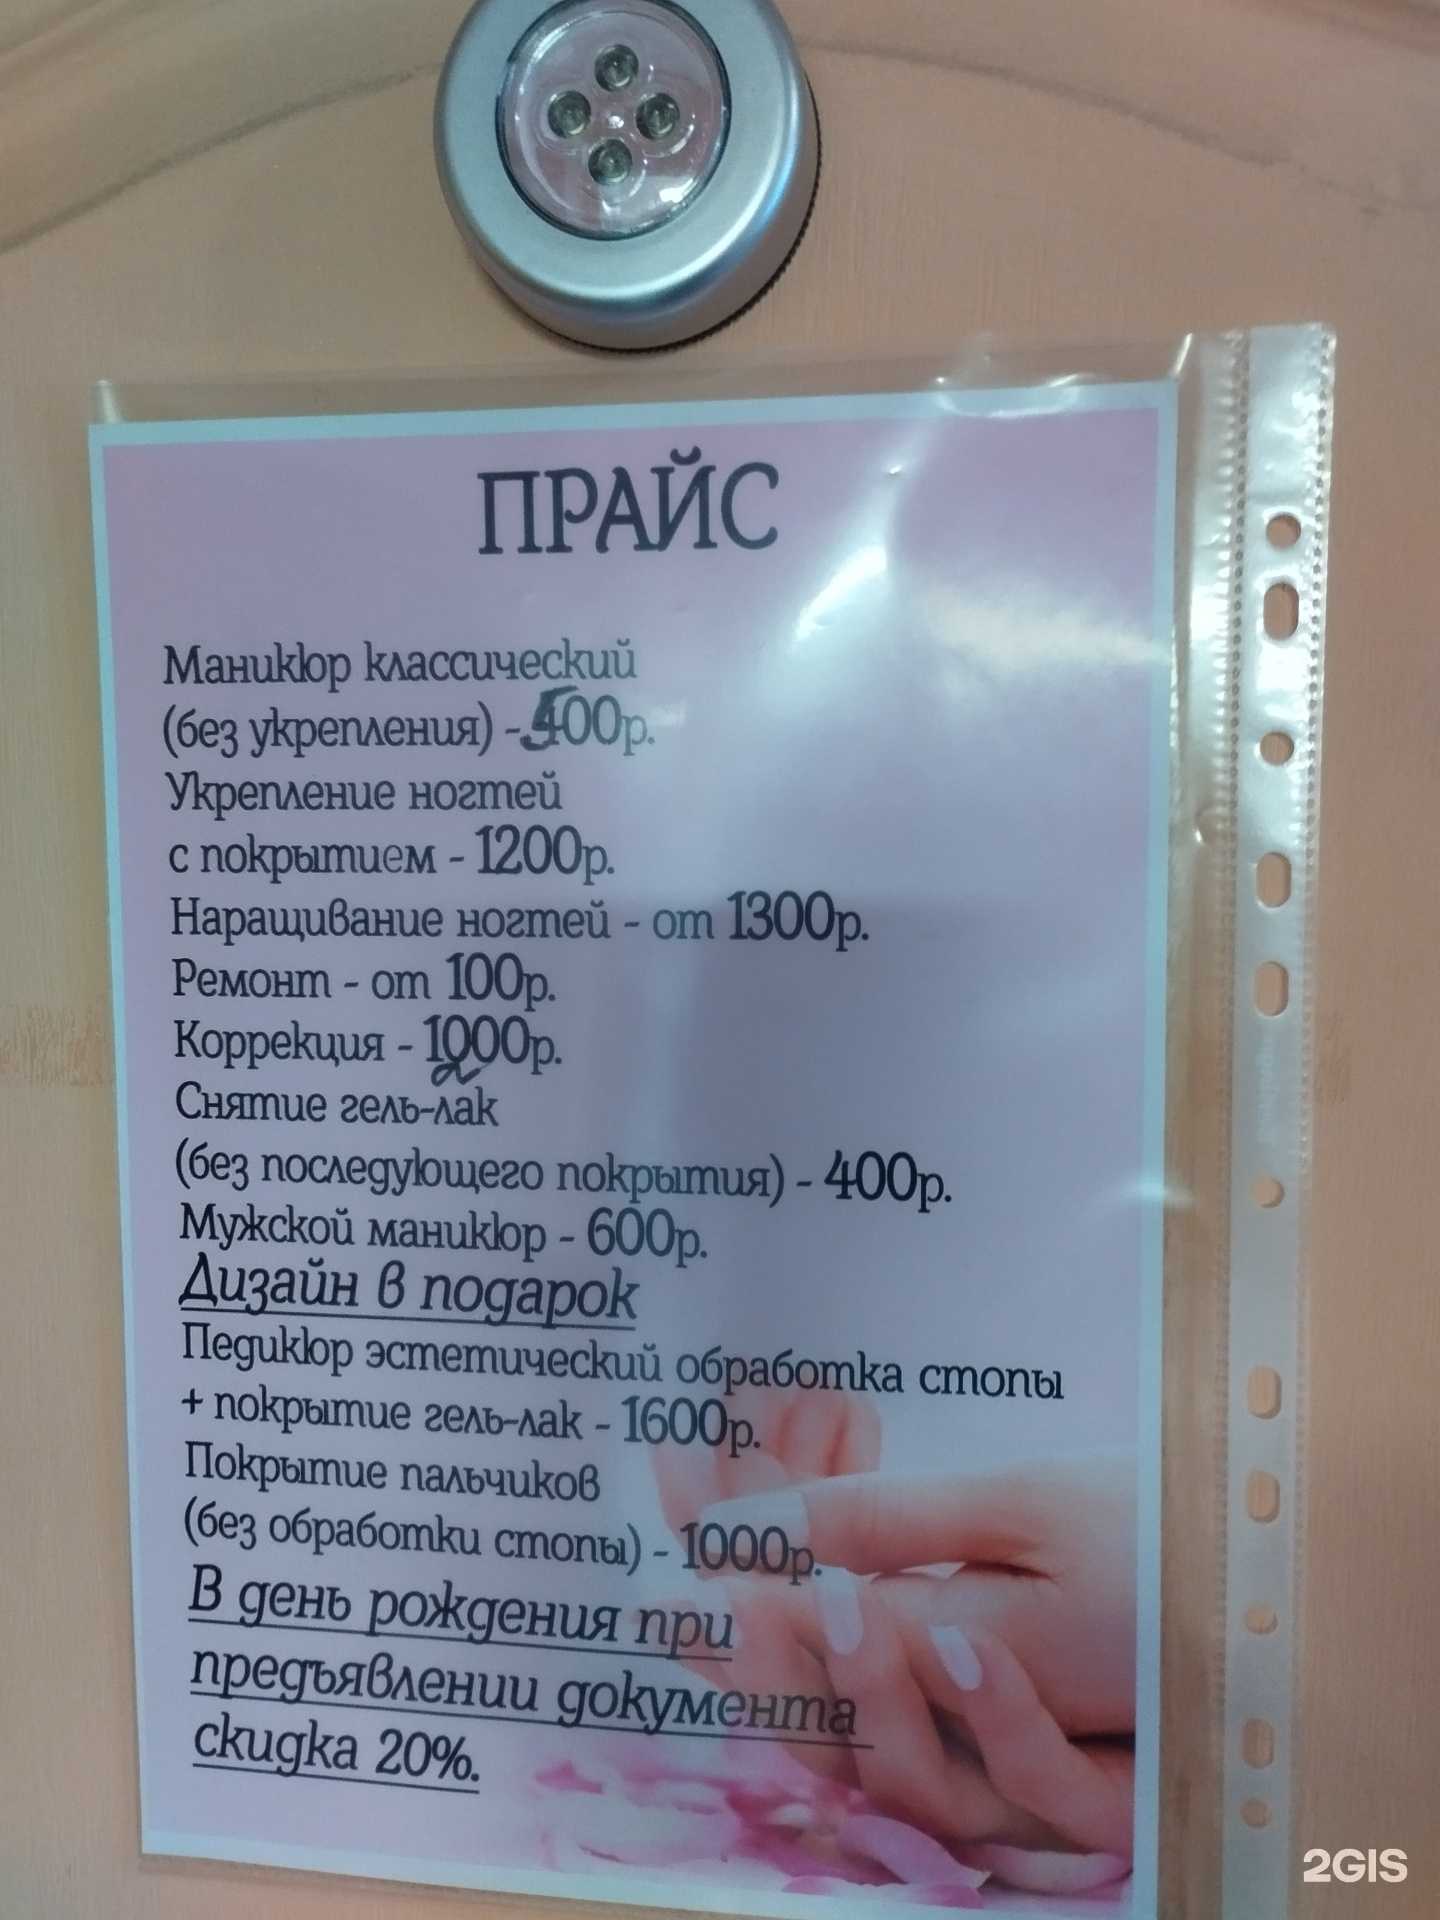 ПРАЙС
Маникюр классический
(без укрепления) - 500р.
Укрепление ногтей
с покрытием - 1200р.
Наращивание ногтей - от 1300р.
Ремонт - от 100р.
Коррекция - 1200р.
Снятие гель-лак
(без последующего покрытия) - 400р.
Мужской маникюр - 600р.
Дизайн в подарок
Педикюр эстетический обработка стопы
+ покрытие гель-лак - 1600р.
Покрытие пальчиков
(без обработки стопы) - 1000р.
В день рождения при
предъявлении документа
скидка 20%.
2GIS